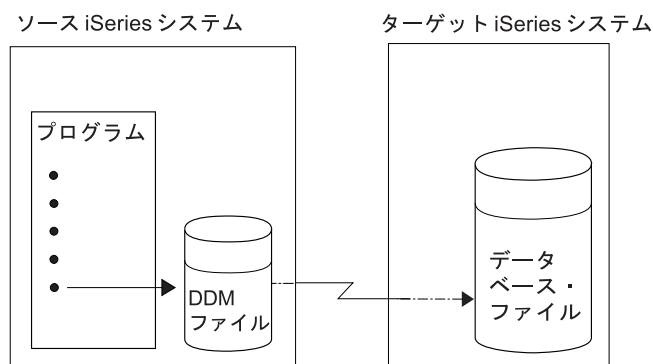 ソース iSeries システム
ターゲット iSeries システム
プログラム
DDM
ファイル
データ
ベース・
ファイル